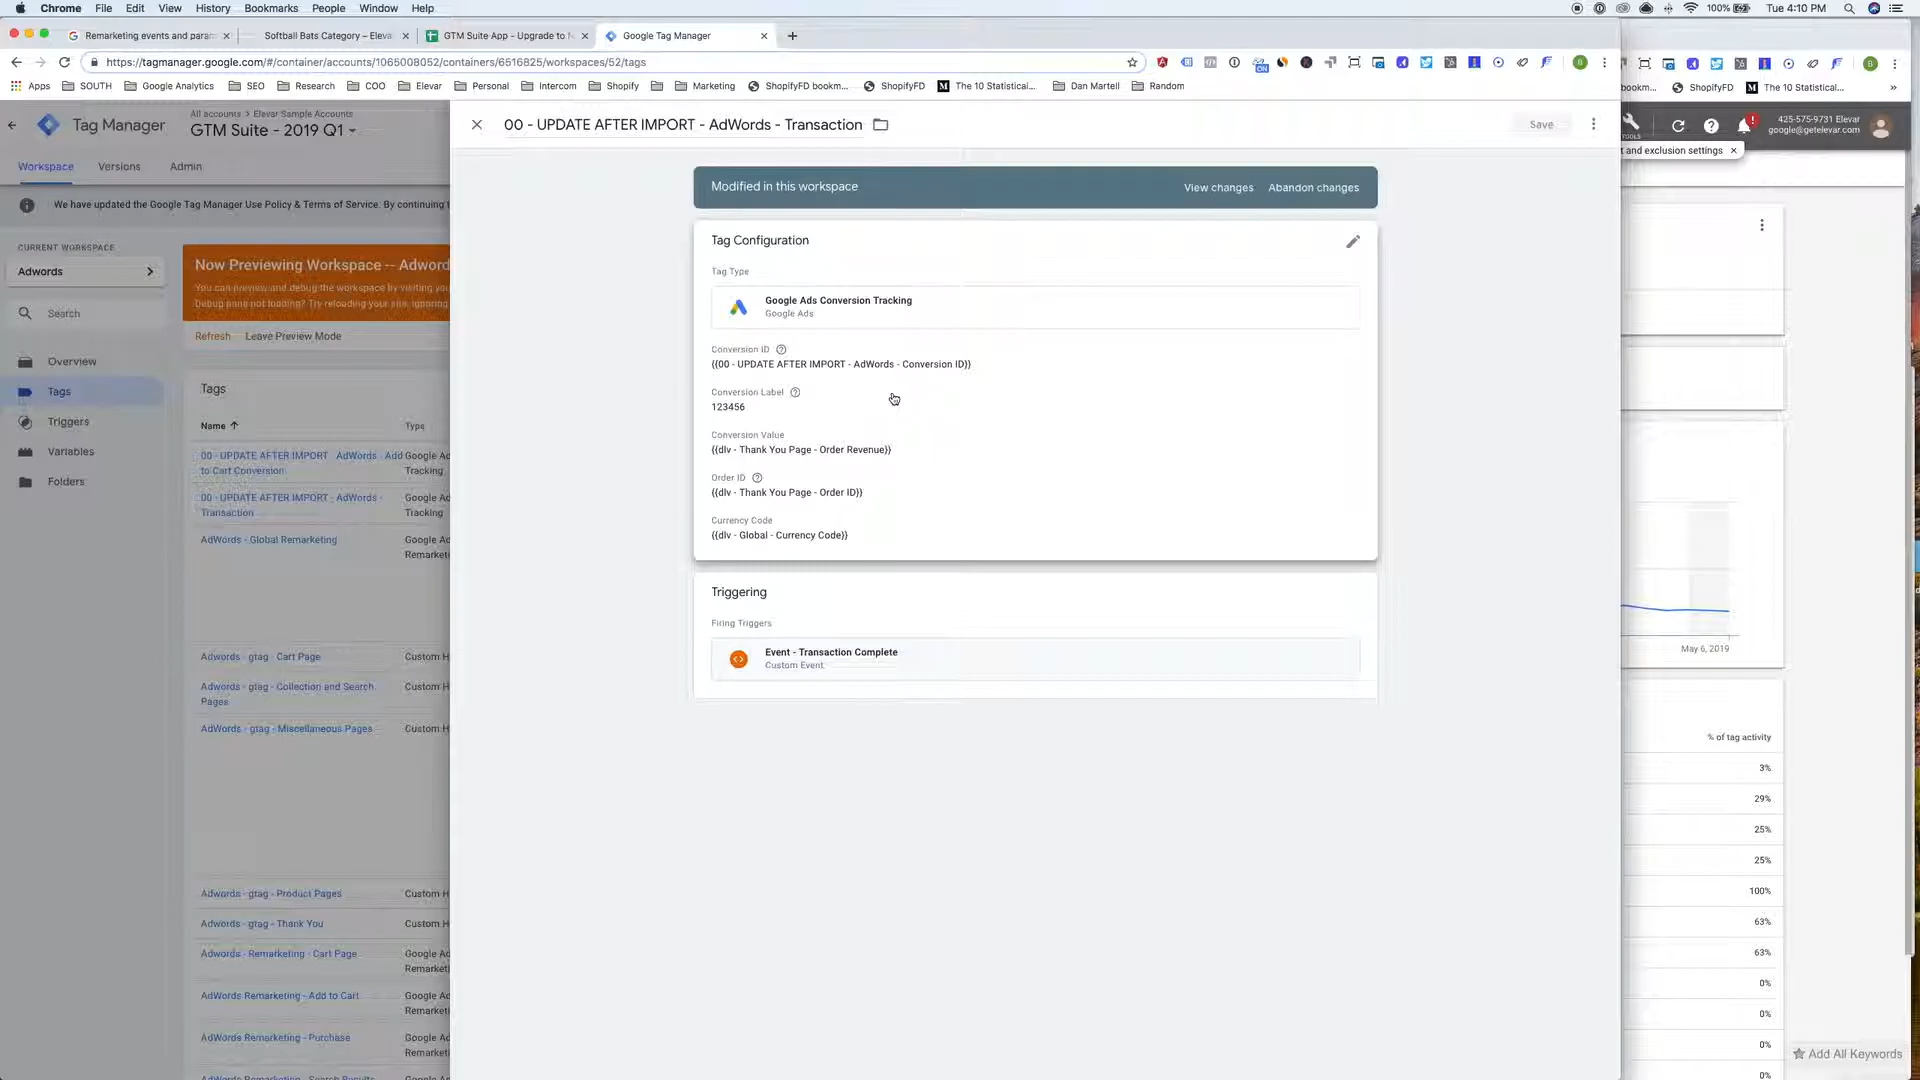 Chrome File Edit View History Bookmarks People Window Help 100% Tue 4:10 PM
Remarketing events and param Softball Bats Category – Eleva GTM Suite App - Upgrade to Google Tag Manager
https://tagmanager.google.com/#/container/accounts/1065008052/containers/6516825/workspaces/52/tags
Apps SOUTH Google Analytics SEO Research COO Elevar Personal Intercom Shopify Marketing ShopifyFD bookm... ShopifyFD The 10 Statistical... Dan Martell Random
bookm... ShopifyFD The 10 Statistical... »
Tag Manager
All accounts > Elevar Sample Accounts
GTM Suite - 2019 Q1
Workspace Versions Admin
We have updated the Google Tag Manager Use Policy & Terms of Service. By continuing
CURRENT WORKSPACE
Adwords
Search
Overview
Tags
Triggers
Variables
Folders
Now Previewing Workspace -- Adword
You can preview and debug the workspace by visiting you
Debug pane not loading? Try reloading your site, ignoring
Refresh Leave Preview Mode
Tags
Name Type
00 - UPDATE AFTER IMPORT AdWords - Add Google Ad
to Cart Conversion Tracking
00 - UPDATE AFTER IMPORT - AdWords - Google Ad
Transaction Tracking
AdWords - Global Remarketing Google Ad
Remarket
Adwords - gtag - Cart Page Custom H
Adwords - gtag - Collection and Search Custom H
Pages
AdWords - gtag - Miscellaneous Pages Custom H
Adwords - gtag - Product Pages Custom H
Adwords - gtag - Thank You Custom H
Adwords - Remarketing - Cart Page Google Ad
Remarketi
AdWords Remarketing - Add to Cart Google Ad
Remarketi
AdWords Remarketing - Purchase Google Ad
Remarketi
AdWords Remarketing - Search Results Google Ad
00 - UPDATE AFTER IMPORT - AdWords - Transaction
Save
Modified in this workspace View changes Abandon changes
Tag Configuration
Tag Type
Google Ads Conversion Tracking
Google Ads
Conversion ID
{{00 - UPDATE AFTER IMPORT - AdWords - Conversion ID}}
Conversion Label
123456
Conversion Value
{{dlv - Thank You Page - Order Revenue}}
Order ID
{{dlv - Thank You Page - Order ID}}
Currency Code
{{dlv - Global - Currency Code}}
Triggering
Firing Triggers
Event - Transaction Complete
Custom Event
TOOLS
425-575-9731 Elevar
google@getelevar.com
t and exclusion settings
May 6, 2019
% of tag activity
3%
29%
25%
25%
100%
63%
63%
0%
0%
0%
0%
Add All Keywords